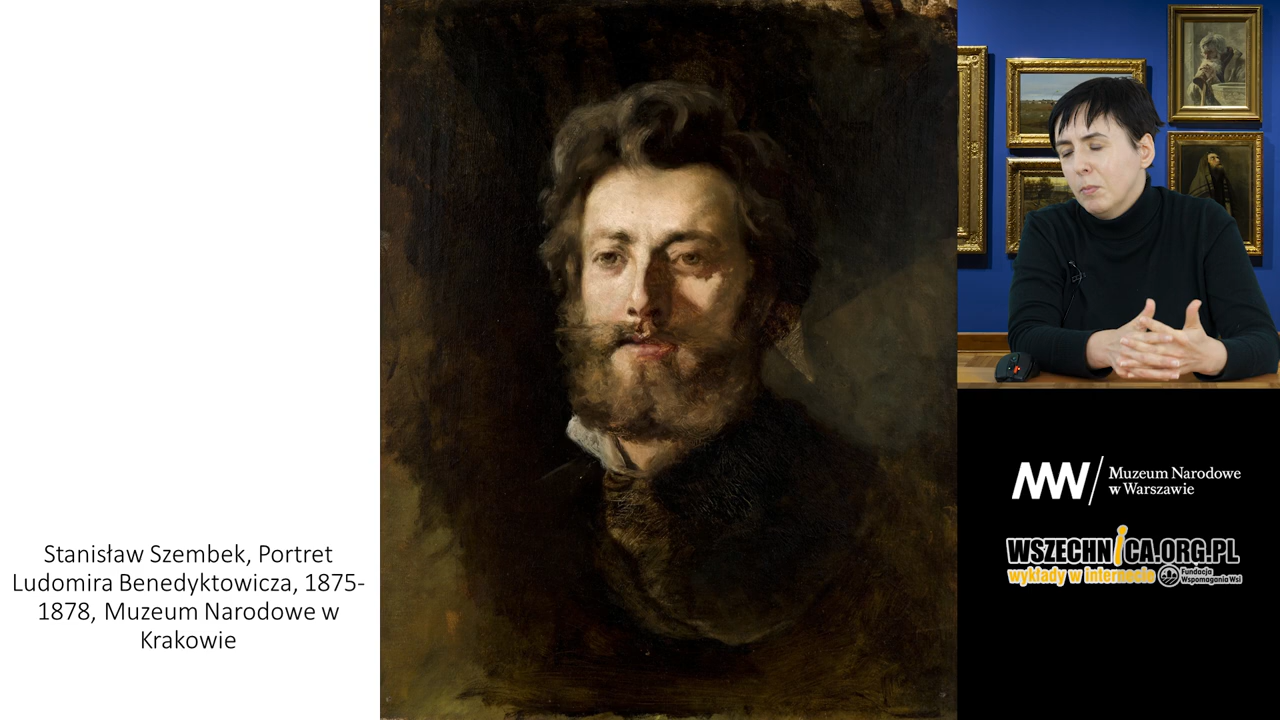 Stanisław Szembek, Portret
Ludomira Benedyktowicza, 1875-
1878, Muzeum Narodowe w
Krakowie
MNW/ Muzeum Narodowe
w Warszawie
WSZECHNICA.ORG.PL
wykłady w internecie
Fundacja
Wspomagania Wsi